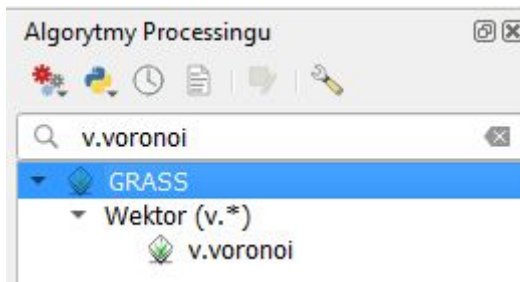 Algorytmy Processingu
v.voronoi
GRASS
Wektor (v.*)
v.voronoi